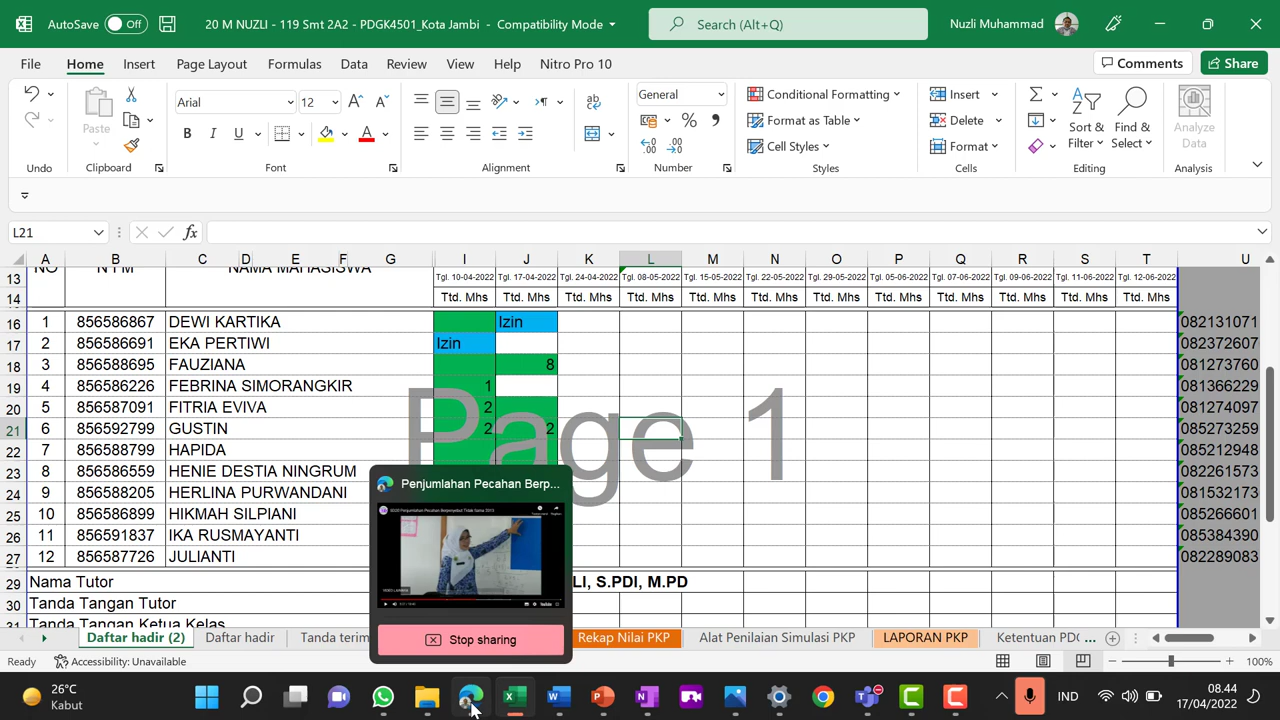 AutoSave Off 20 M NUZLI - 119 Smt 2A2 - PDGK4501_Kota Jambi - Compatibility Mode Search (Alt+Q) Nuzli Muhammad
File Home Insert Page Layout Formulas Data Review View Help Nitro Pro 10 Comments Share
Arial 12 General Conditional Formatting Insert
Paste Format as Table Delete Sort & Filter Find & Select Analyze Data
Cell Styles Format
Undo Clipboard Font Alignment Number Styles Cells Editing Analysis
L21 fx
A B C D E F G I J K L M N O P Q R S T U
13 NO N I M NAMA MAHASISWA Tgl. 10-04-2022 Tgl. 17-04-2022 Tgl. 24-04-2022 Tgl. 08-05-2022 Tgl. 15-05-2022 Tgl. 22-05-2022 Tgl. 29-05-2022 Tgl. 05-06-2022 Tgl. 07-06-2022 Tgl. 09-06-2022 Tgl. 11-06-2022 Tgl. 12-06-2022
14 Ttd. Mhs Ttd. Mhs Ttd. Mhs Ttd. Mhs Ttd. Mhs Ttd. Mhs Ttd. Mhs Ttd. Mhs Ttd. Mhs Ttd. Mhs Ttd. Mhs Ttd. Mhs
16 1 856586867 DEWI KARTIKA Izin 082131071
17 2 856586691 EKA PERTIWI Izin 082372607
18 3 856588695 FAUZIANA 8 081273760
19 4 856586226 FEBRINA SIMORANGKIR 1 081366229
20 5 856587091 FITRIA EVIVA 2 081274097
21 6 856592799 GUSTIN 2 2 085273259
Page 1
22 7 856588899 HAPIDA 085212948
23 8 856586559 HENIE DESTIA NINGRUM 082261573
24 9 856588205 HERLINA PURWANDANI 081532173
25 10 856586899 HIKMAH SILPIANI 085266601
26 11 856591837 IKA RUSMAYANTI 085384390
27 12 856587726 JULIANTI 082289083
29 Nama Tutor LI, S.PDI, M.PD
30 Tanda Tangan Tutor
31 Tanda Tangan Ketua Kelas
Penjumlahan Pecahan Berp...
Stop sharing
Daftar hadir (2) Daftar hadir Tanda terim Rekap Nilai PKP Alat Penilaian Simulasi PKP LAPORAN PKP Ketentuan PDG ...
Ready Accessibility: Unavailable 100%
26°C
Kabut
IND
08.44
17/04/2022